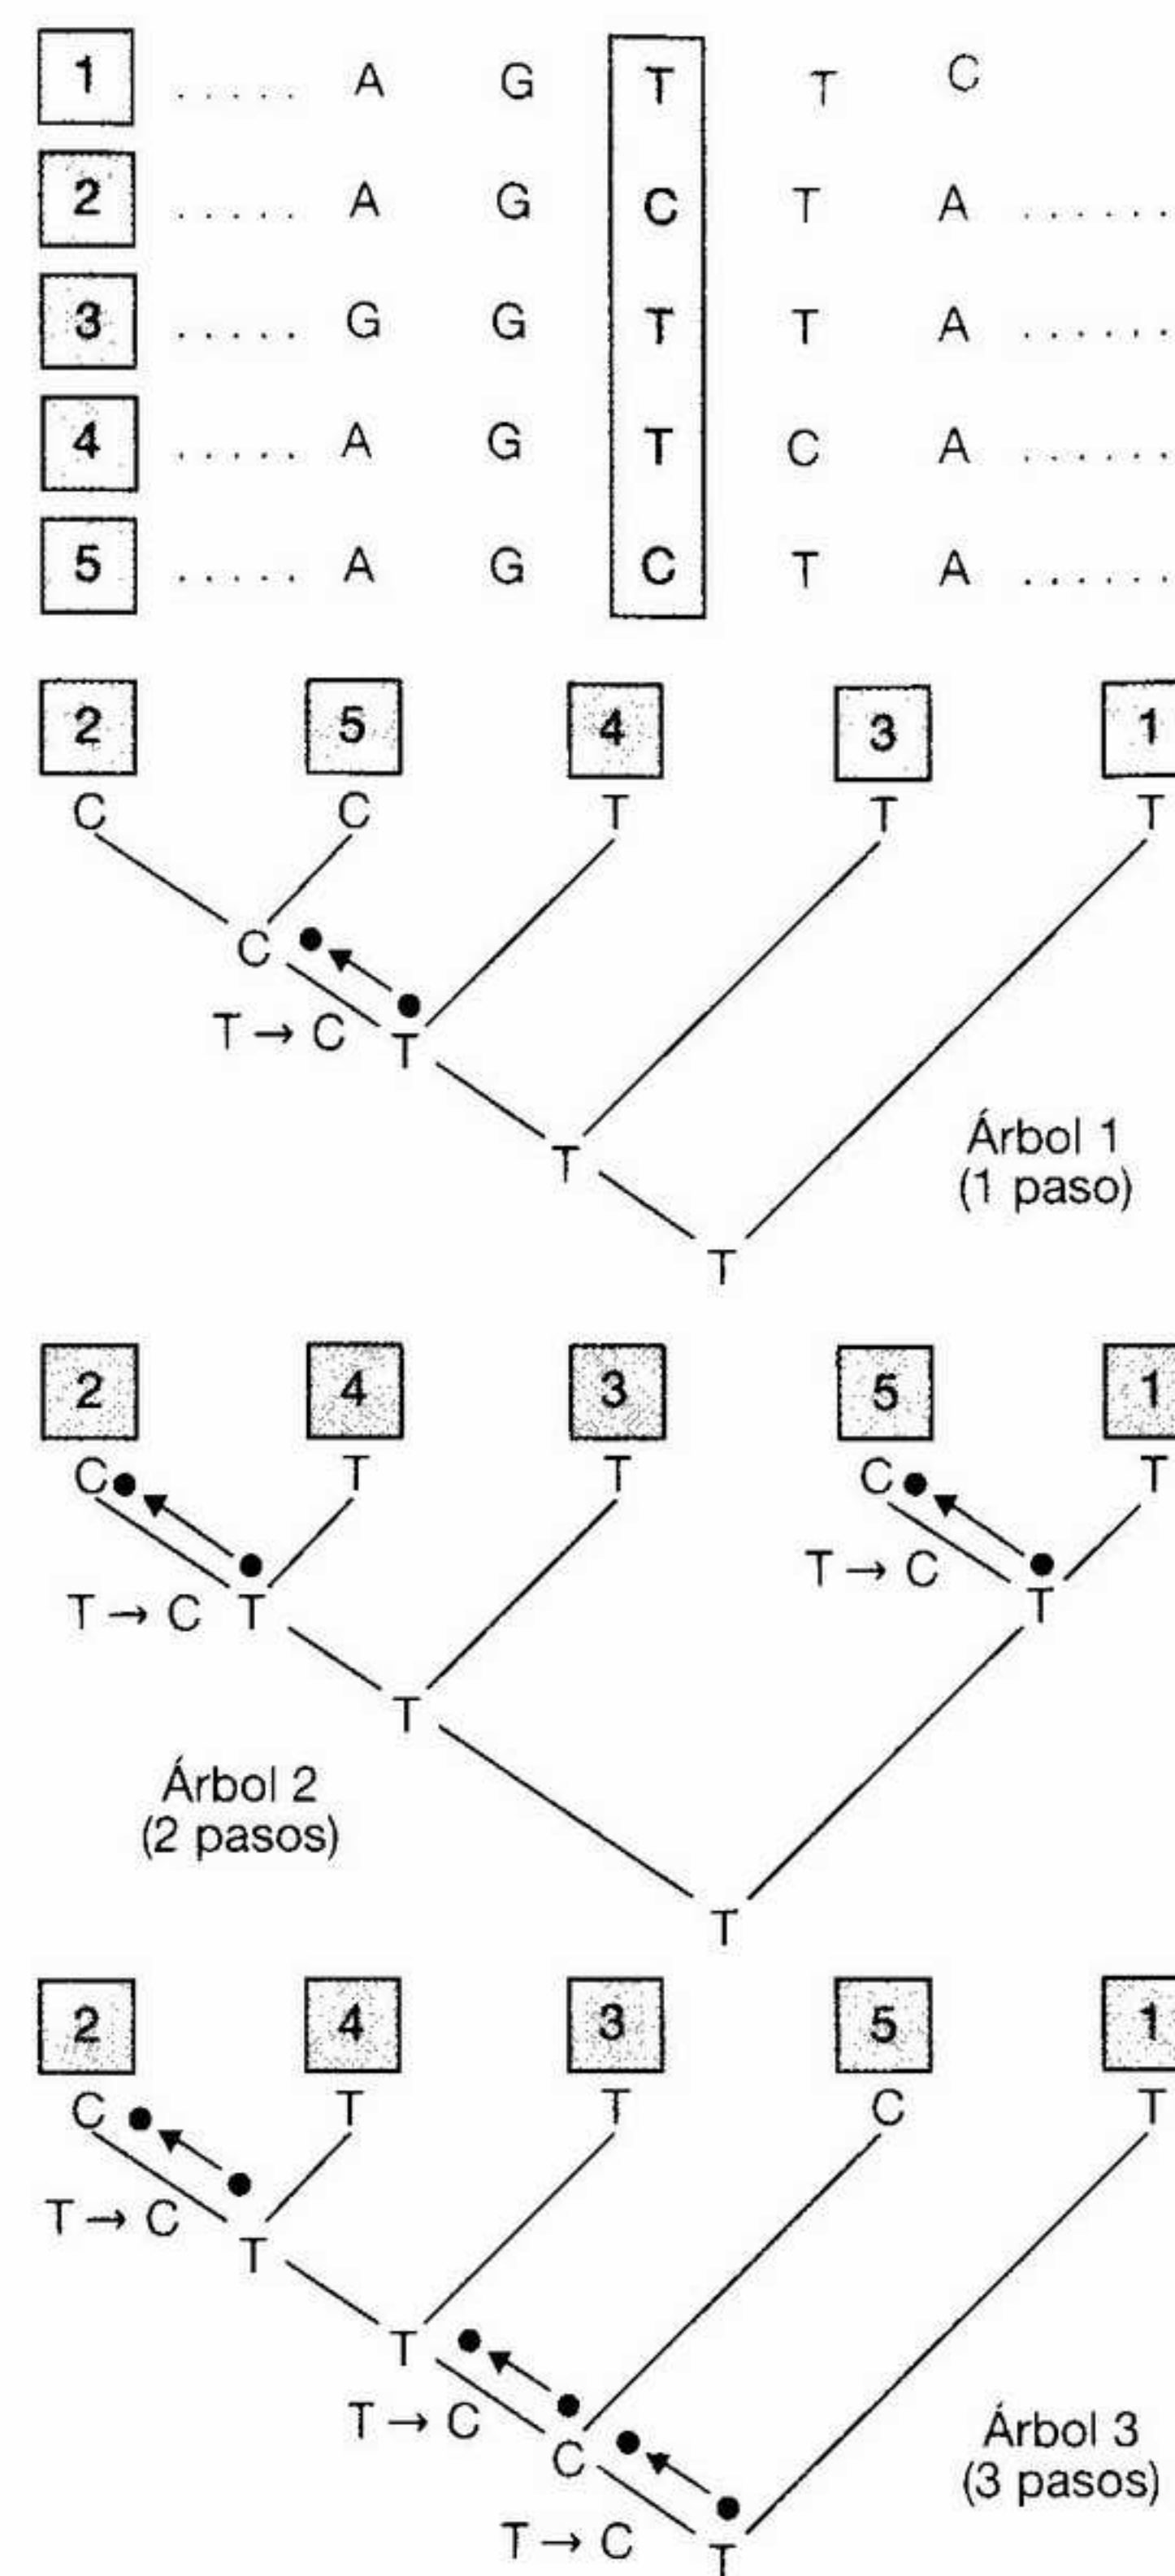 1 ..... A G T T C
2 ..... A G C T A ......
3 ..... G G T T A ......
4 ..... A G T C A ......
5 ..... A G C T A ......
2 5 4 3 1
C C T T T
C
T → C T
Árbol 1
(1 paso)
T
T
2 4 3 5 1
C T T C T
T → C
T → C T
T
T
Árbol 2
(2 pasos)
T
2 4 3 5 1
C T T C T
T → C
T
T
T → C
C
Árbol 3
(3 pasos)
T → C
T